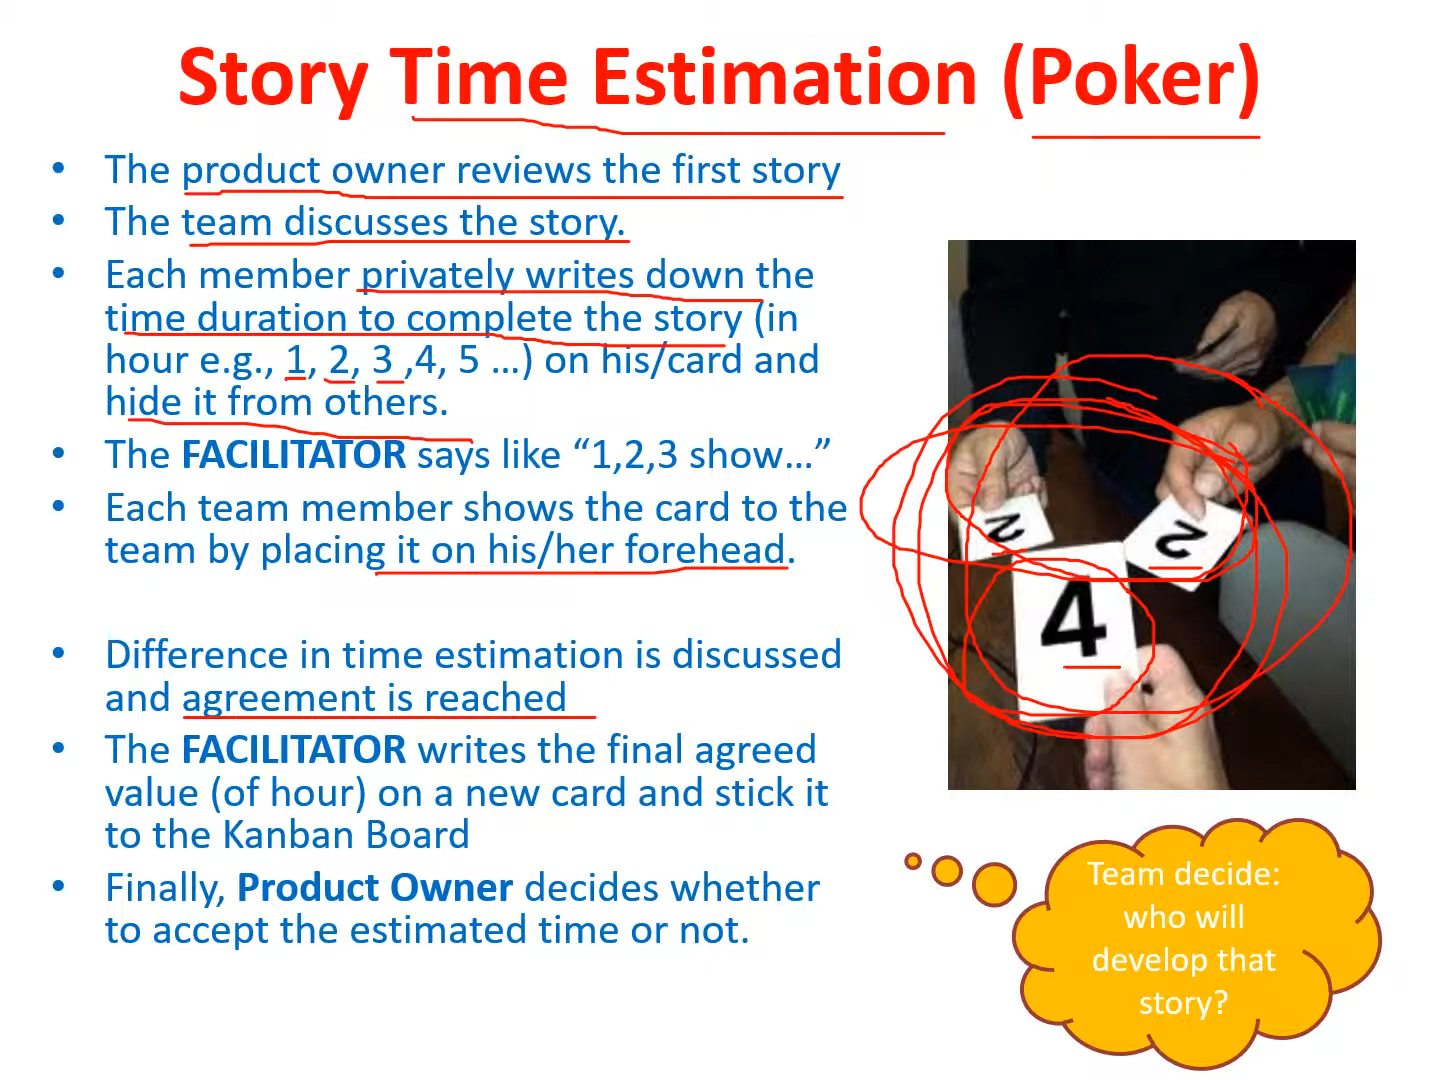 Story Time Estimation (Poker)
• The product owner reviews the first story
• The team discusses the story.
• Each member privately writes down the
time duration to complete the story (in
hour e.g., 1, 2, 3 ,4, 5 ...) on his/card and
hide it from others.
• The FACILITATOR says like “1,2,3 show...”
• Each team member shows the card to the
team by placing it on his/her forehead.
• Difference in time estimation is discussed
and agreement is reached
• The FACILITATOR writes the final agreed
value (of hour) on a new card and stick it
to the Kanban Board
• Finally, Product Owner decides whether
to accept the estimated time or not.
2
2
4
Team decide:
who will
develop that
story?